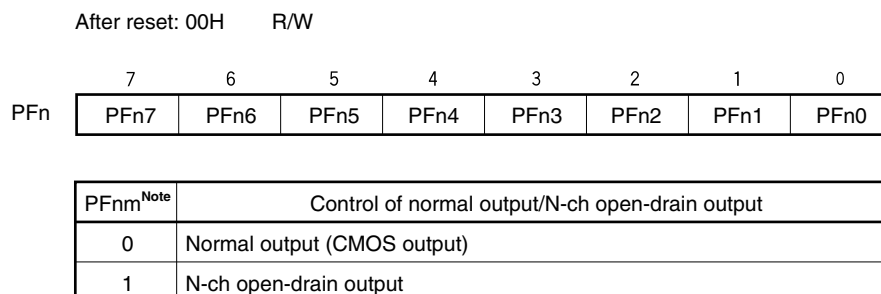 After reset: 00H R/W
7 6 5 4 3 2 1 0
PFn PFn7 PFn6 PFn5 PFn4 PFn3 PFn2 PFn1 PFn0
PFnmNote Control of normal output/N-ch open-drain output
0 Normal output (CMOS output)
1 N-ch open-drain output